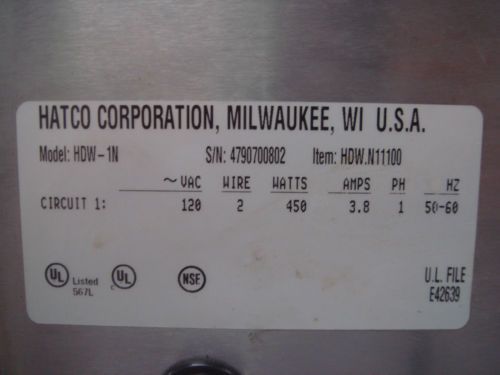 HATCO CORPORATION, MILWAUKEE, WI U.S.A.
Model: HDW-1N S/N: 4790700802 Item: HDW.N11100
~VAC WIRE WATTS AMPS PH HZ
CIRCUIT 1: 120 2 450 3.8 1 50-60
UL Listed 567L C UL NSF U.L. FILE E42639